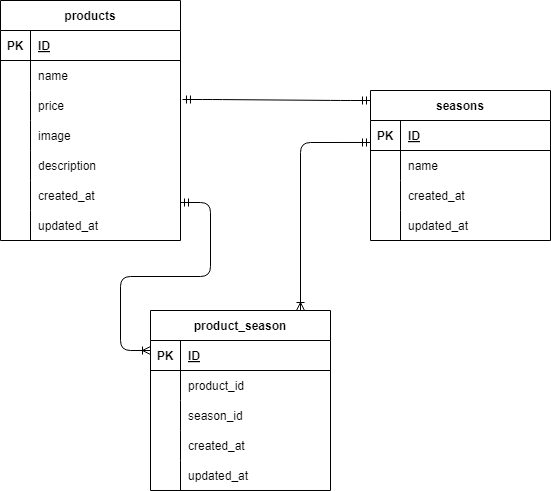 products
PK ID
name
price
image
description
created_at
updated_at
seasons
PK ID
name
created_at
updated_at
product_season
PK ID
product_id
season_id
created_at
updated_at